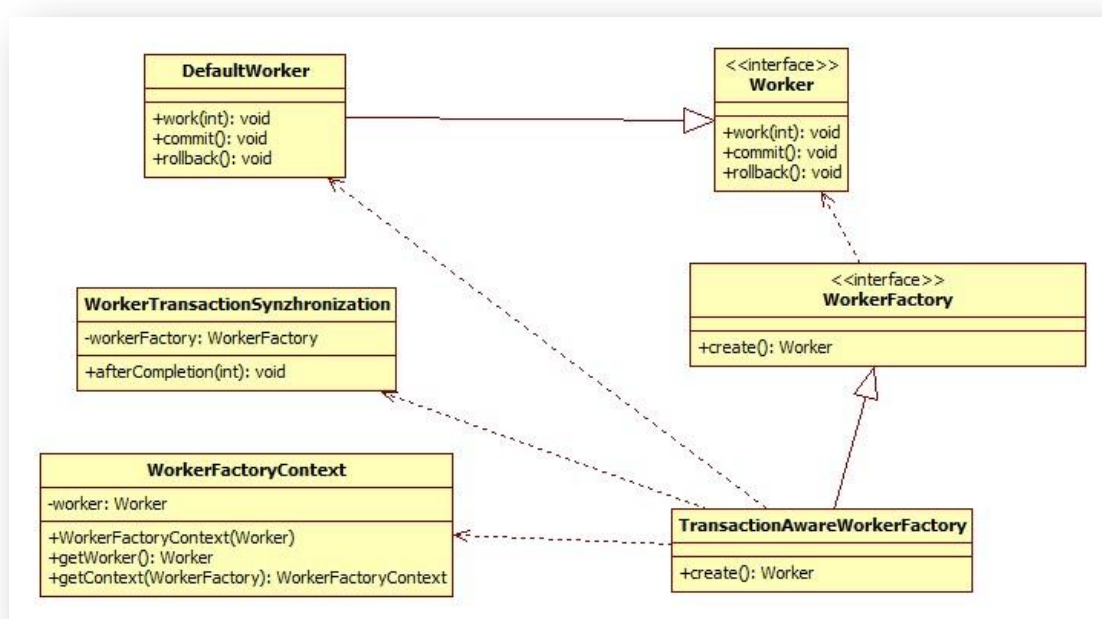 DefaultWorker
+work(int): void
+commit(): void
+rollback(): void
<<interface>>
Worker
+work(int): void
+commit(): void
+rollback(): void
<<interface>>
WorkerFactory
+create(): Worker
WorkerTransactionSynzhronization
-workerFactory: WorkerFactory
+afterCompletion(int): void
WorkerFactoryContext
-worker: Worker
+WorkerFactoryContext(Worker)
+getWorker(): Worker
+getContext(WorkerFactory): WorkerFactoryContext
TransactionAwareWorkerFactory
+create(): Worker